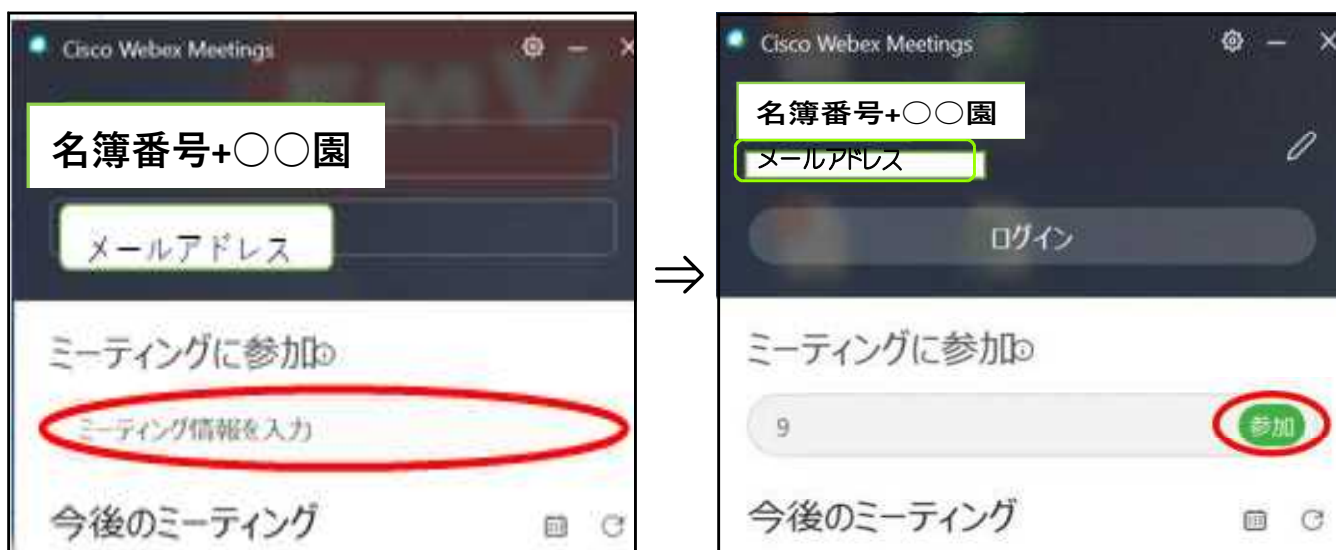 Cisco Webex Meetings
名簿番号+○○園
メールアドレス
ミーティングに参加
ミーティング情報を入力
今後のミーティング
⇒
Cisco Webex Meetings
名簿番号+○○園
メールアドレス
ログイン
ミーティングに参加
9
参加
今後のミーティング